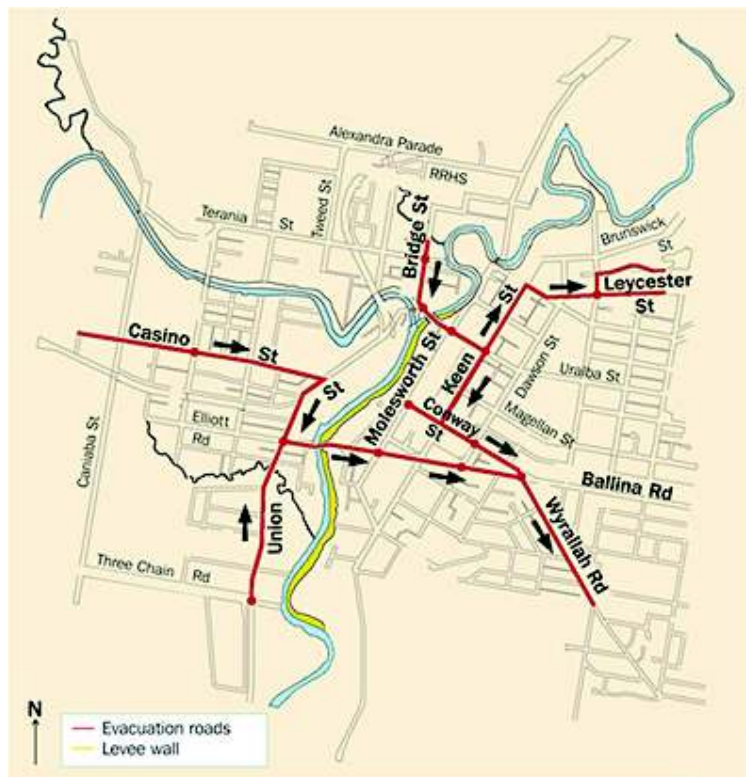 Alexandra Parade
RRHS
Tweed St
Terania St
Bridge St
Brunswick St
Leycester St
Casino St
Keen St
Molesworth St
Dawson St
Uralba St
Magellan St
Conway St
St
Elliott Rd
Caniaba St
Ballina Rd
Wyrallah Rd
Union
Three Chain Rd
N
Evacuation roads
Levee wall